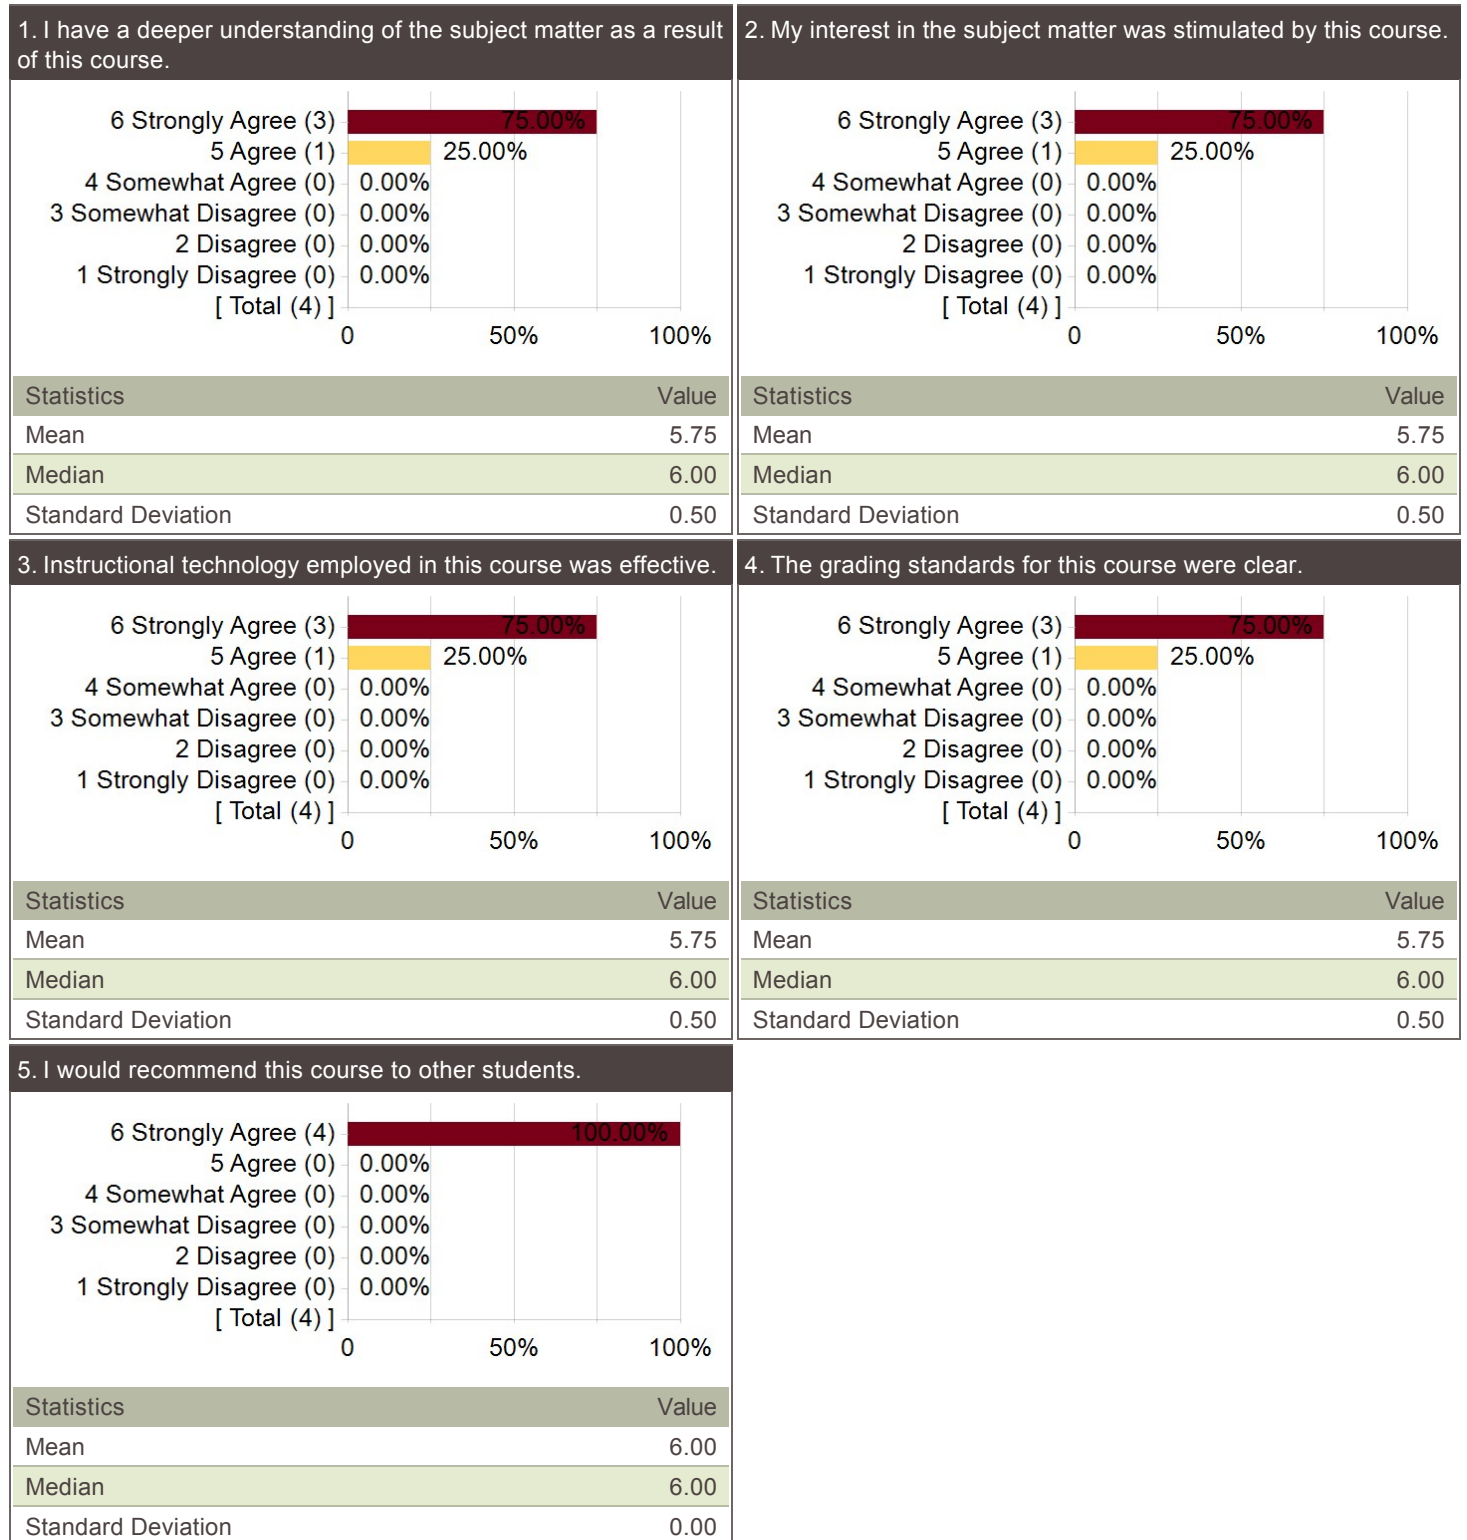 1. I have a deeper understanding of the subject matter as a result
of this course.
6 Strongly Agree (3) 75.00%
5 Agree (1) 25.00%
4 Somewhat Agree (0) 0.00%
3 Somewhat Disagree (0) 0.00%
2 Disagree (0) 0.00%
1 Strongly Disagree (0) 0.00%
[ Total (4) ]
0 50% 100%
Statistics Value
Mean 5.75
Median 6.00
Standard Deviation 0.50
2. My interest in the subject matter was stimulated by this course.
6 Strongly Agree (3) 75.00%
5 Agree (1) 25.00%
4 Somewhat Agree (0) 0.00%
3 Somewhat Disagree (0) 0.00%
2 Disagree (0) 0.00%
1 Strongly Disagree (0) 0.00%
[ Total (4) ]
0 50% 100%
Statistics Value
Mean 5.75
Median 6.00
Standard Deviation 0.50
3. Instructional technology employed in this course was effective.
6 Strongly Agree (3) 75.00%
5 Agree (1) 25.00%
4 Somewhat Agree (0) 0.00%
3 Somewhat Disagree (0) 0.00%
2 Disagree (0) 0.00%
1 Strongly Disagree (0) 0.00%
[ Total (4) ]
0 50% 100%
Statistics Value
Mean 5.75
Median 6.00
Standard Deviation 0.50
4. The grading standards for this course were clear.
6 Strongly Agree (3) 75.00%
5 Agree (1) 25.00%
4 Somewhat Agree (0) 0.00%
3 Somewhat Disagree (0) 0.00%
2 Disagree (0) 0.00%
1 Strongly Disagree (0) 0.00%
[ Total (4) ]
0 50% 100%
Statistics Value
Mean 5.75
Median 6.00
Standard Deviation 0.50
5. I would recommend this course to other students.
6 Strongly Agree (4) 100.00%
5 Agree (0) 0.00%
4 Somewhat Agree (0) 0.00%
3 Somewhat Disagree (0) 0.00%
2 Disagree (0) 0.00%
1 Strongly Disagree (0) 0.00%
[ Total (4) ]
0 50% 100%
Statistics Value
Mean 6.00
Median 6.00
Standard Deviation 0.00